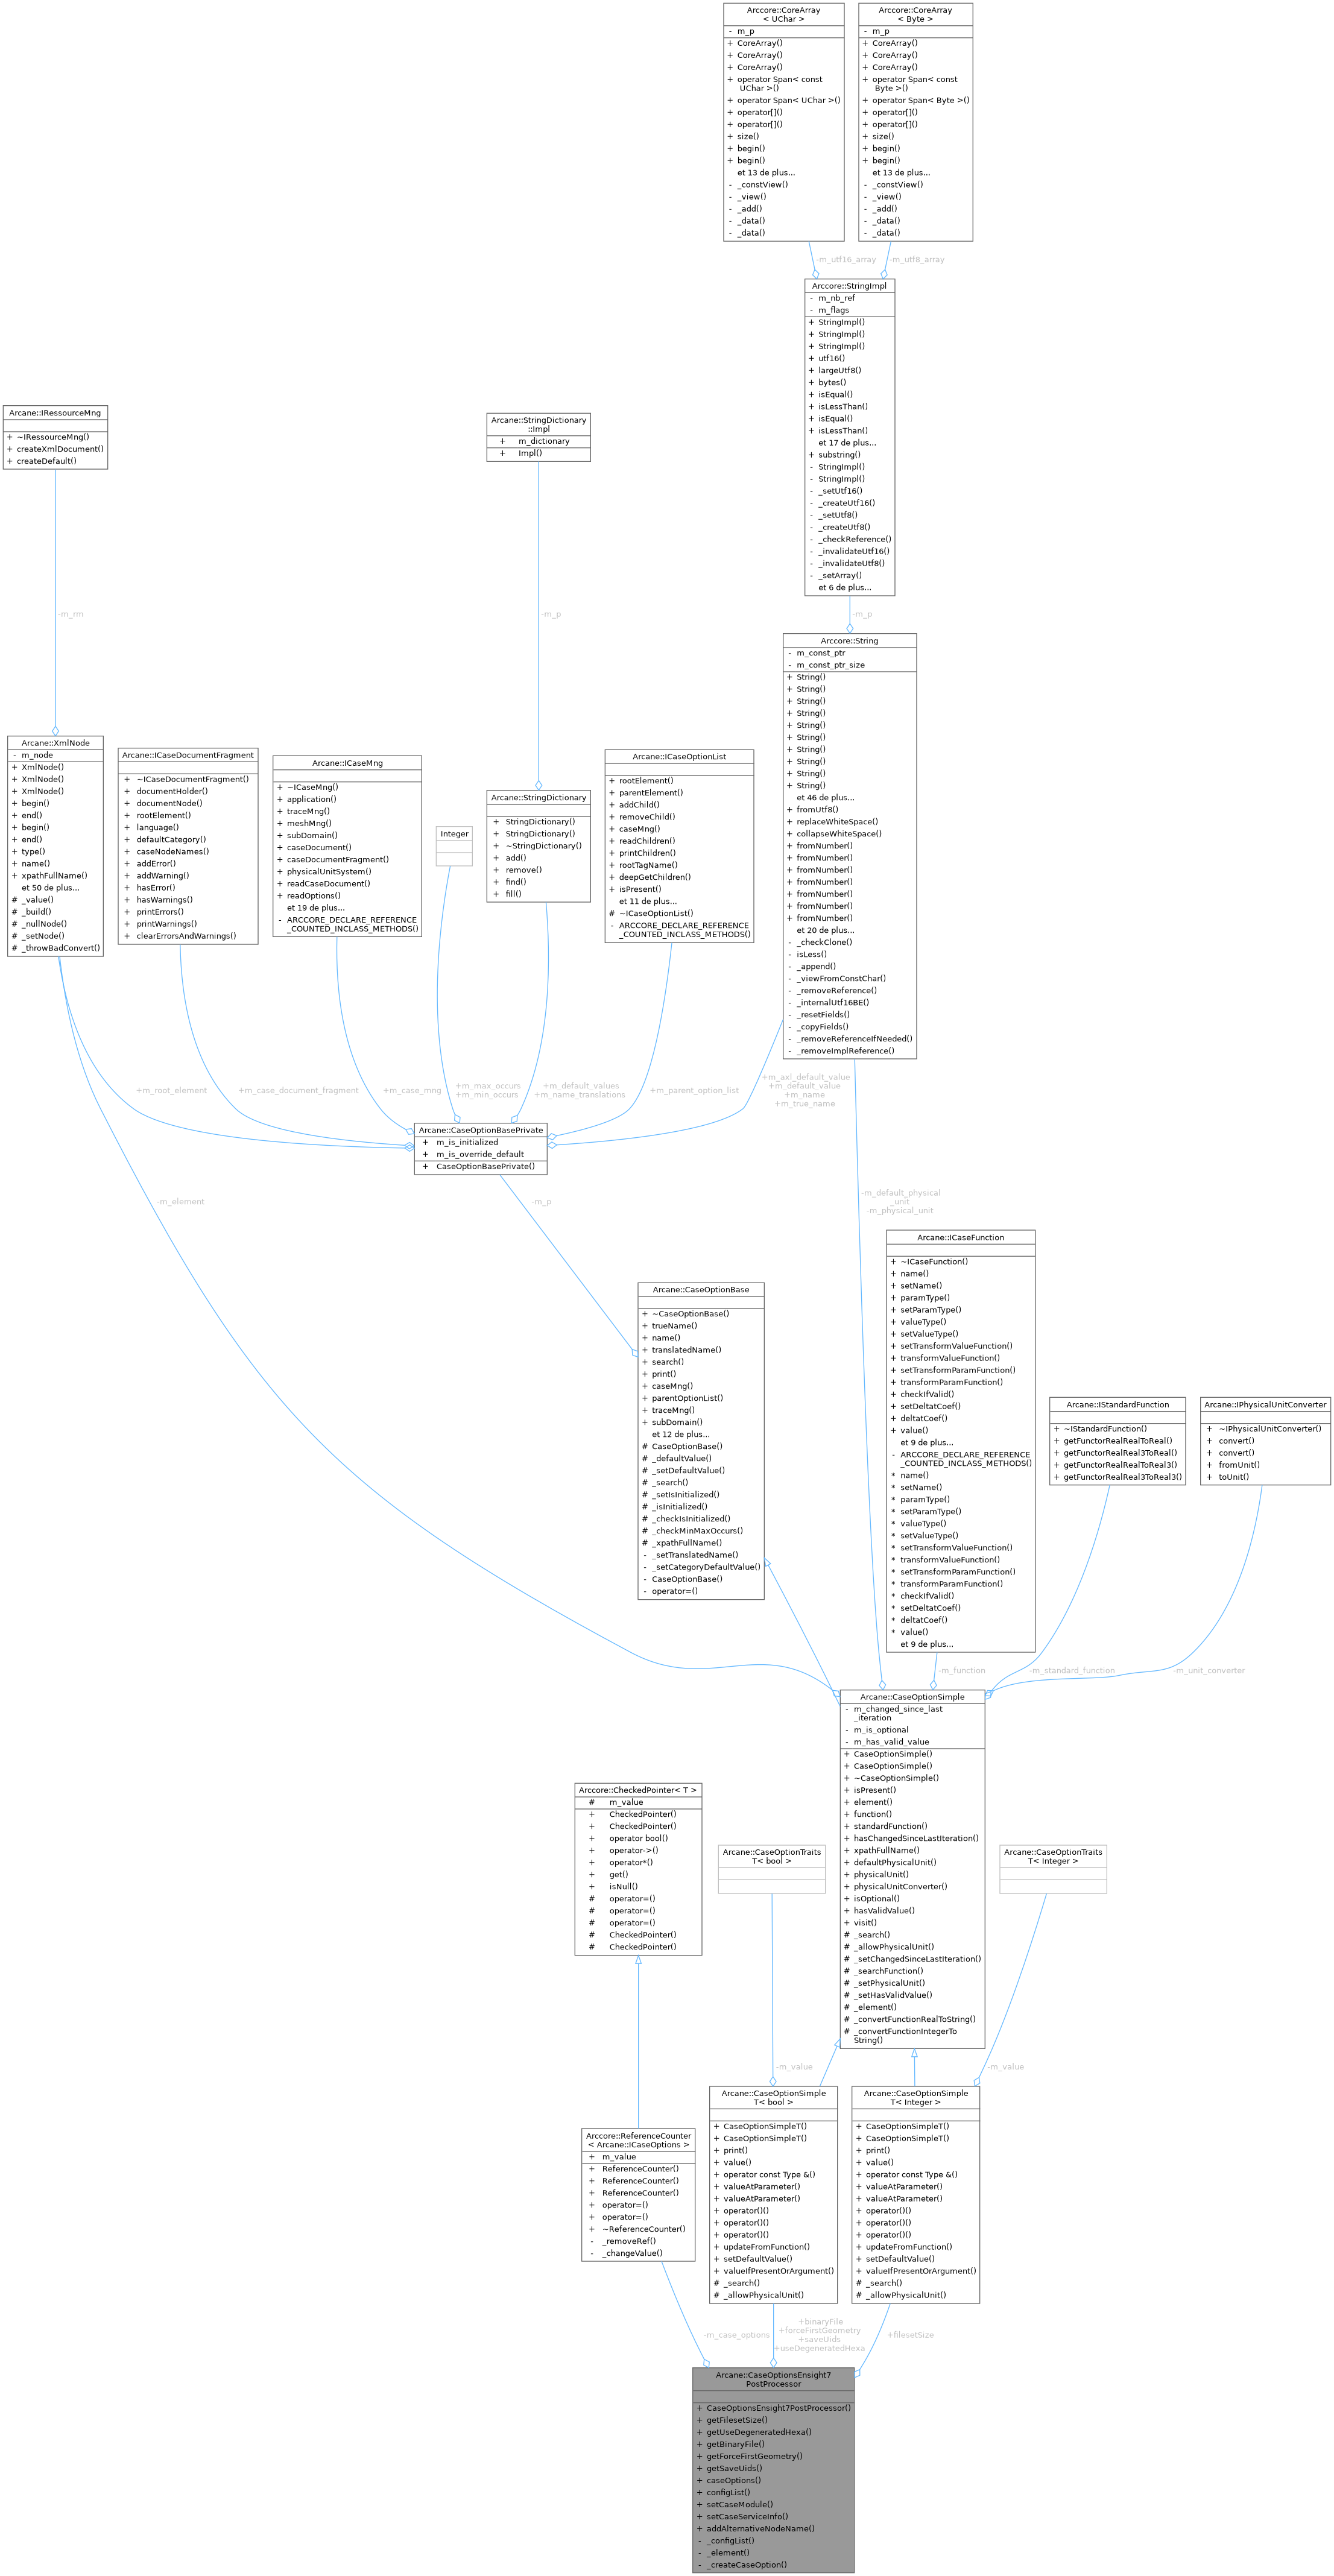 Arccore::CoreArray
< UChar >
- m_p
+ CoreArray()
+ CoreArray()
+ CoreArray()
+ operator Span< const
UChar >()
+ operator Span< UChar >()
+ operator[]()
+ operator[]()
+ size()
+ begin()
+ begin()
et 13 de plus...
- _constView()
- _view()
- _add()
- _data()
- _data()
Arccore::CoreArray
< Byte >
- m_p
+ CoreArray()
+ CoreArray()
+ CoreArray()
+ operator Span< const
Byte >()
+ operator Span< Byte >()
+ operator[]()
+ operator[]()
+ size()
+ begin()
+ begin()
et 13 de plus...
- _constView()
- _view()
- _add()
- _data()
- _data()
-m_utf16_array
-m_utf8_array
Arccore::StringImpl
- m_nb_ref
- m_flags
+ StringImpl()
+ StringImpl()
+ StringImpl()
+ utf16()
+ largeUtf8()
+ bytes()
+ isEqual()
+ isLessThan()
+ isEqual()
+ isLessThan()
et 17 de plus...
+ substring()
- StringImpl()
- StringImpl()
- _setUtf16()
- _createUtf16()
- _setUtf8()
- _createUtf8()
- _checkReference()
- _invalidateUtf16()
- _invalidateUtf8()
- _setArray()
et 6 de plus...
Arcane::IRessourceMng
+ ~IRessourceMng()
+ createXmlDocument()
+ createDefault()
Arcane::StringDictionary
::Impl
+ m_dictionary
+ Impl()
-m_rm
-m_p
-m_p
Arccore::String
- m_const_ptr
- m_const_ptr_size
+ String()
+ String()
+ String()
+ String()
+ String()
+ String()
+ String()
+ String()
+ String()
+ String()
et 46 de plus...
+ fromUtf8()
+ replaceWhiteSpace()
+ collapseWhiteSpace()
+ fromNumber()
+ fromNumber()
+ fromNumber()
+ fromNumber()
+ fromNumber()
+ fromNumber()
+ fromNumber()
et 20 de plus...
- _checkClone()
- isLess()
- _append()
- _viewFromConstChar()
- _removeReference()
- _internalUtf16BE()
- _resetFields()
- _copyFields()
- _removeReferenceIfNeeded()
- _removeImplReference()
Arcane::XmlNode
- m_node
+ XmlNode()
+ XmlNode()
+ XmlNode()
+ begin()
+ end()
+ begin()
+ end()
+ type()
+ name()
+ xpathFullName()
et 50 de plus...
# _value()
# _build()
# _nullNode()
# _setNode()
# _throwBadConvert()
Arcane::ICaseDocumentFragment
+ ~ICaseDocumentFragment()
+ documentHolder()
+ documentNode()
+ rootElement()
+ language()
+ defaultCategory()
+ caseNodeNames()
+ addError()
+ addWarning()
+ hasError()
+ hasWarnings()
+ printErrors()
+ printWarnings()
+ clearErrorsAndWarnings()
Arcane::ICaseMng
+ ~ICaseMng()
+ application()
+ traceMng()
+ meshMng()
+ subDomain()
+ caseDocument()
+ caseDocumentFragment()
+ physicalUnitSystem()
+ readCaseDocument()
+ readOptions()
et 19 de plus...
- ARCCORE_DECLARE_REFERENCE
_COUNTED_INCLASS_METHODS()
Integer
Arcane::StringDictionary
+ StringDictionary()
+ StringDictionary()
+ ~StringDictionary()
+ add()
+ remove()
+ find()
+ fill()
Arcane::ICaseOptionList
+ rootElement()
+ parentElement()
+ addChild()
+ removeChild()
+ caseMng()
+ readChildren()
+ printChildren()
+ rootTagName()
+ deepGetChildren()
+ isPresent()
et 11 de plus...
# ~ICaseOptionList()
- ARCCORE_DECLARE_REFERENCE
_COUNTED_INCLASS_METHODS()
+m_root_element
+m_case_document_fragment
+m_case_mng
+m_max_occurs
+m_min_occurs
+m_default_values
+m_name_translations
+m_parent_option_list
+m_axl_default_value
+m_default_value
+m_name
+m_true_name
Arcane::CaseOptionBasePrivate
+ m_is_initialized
+ m_is_override_default
+ CaseOptionBasePrivate()
-m_element
-m_p
-m_default_physical
_unit
-m_physical_unit
Arcane::CaseOptionBase
+ ~CaseOptionBase()
+ trueName()
+ name()
+ translatedName()
+ search()
+ print()
+ caseMng()
+ parentOptionList()
+ traceMng()
+ subDomain()
et 12 de plus...
# CaseOptionBase()
# _defaultValue()
# _setDefaultValue()
# _search()
# _setIsInitialized()
# _isInitialized()
# _checkIsInitialized()
# _checkMinMaxOccurs()
# _xpathFullName()
- _setTranslatedName()
- _setCategoryDefaultValue()
- CaseOptionBase()
- operator=()
Arcane::ICaseFunction
+ ~ICaseFunction()
+ name()
+ setName()
+ paramType()
+ setParamType()
+ valueType()
+ setValueType()
+ setTransformValueFunction()
+ transformValueFunction()
+ setTransformParamFunction()
+ transformParamFunction()
+ checkIfValid()
+ setDeltatCoef()
+ deltatCoef()
+ value()
et 9 de plus...
- ARCCORE_DECLARE_REFERENCE
_COUNTED_INCLASS_METHODS()
* name()
* setName()
* paramType()
* setParamType()
* valueType()
* setValueType()
* setTransformValueFunction()
* transformValueFunction()
* setTransformParamFunction()
* transformParamFunction()
* checkIfValid()
* setDeltatCoef()
* deltatCoef()
* value()
et 9 de plus...
Arcane::IStandardFunction
+ ~IStandardFunction()
+ getFunctorRealRealToReal()
+ getFunctorRealReal3ToReal()
+ getFunctorRealRealToReal3()
+ getFunctorRealReal3ToReal3()
Arcane::IPhysicalUnitConverter
+ ~IPhysicalUnitConverter()
+ convert()
+ convert()
+ fromUnit()
+ toUnit()
-m_function
-m_standard_function
-m_unit_converter
Arcane::CaseOptionSimple
- m_changed_since_last
_iteration
- m_is_optional
- m_has_valid_value
+ CaseOptionSimple()
+ CaseOptionSimple()
+ ~CaseOptionSimple()
+ isPresent()
+ element()
+ function()
+ standardFunction()
+ hasChangedSinceLastIteration()
+ xpathFullName()
+ defaultPhysicalUnit()
+ physicalUnit()
+ physicalUnitConverter()
+ isOptional()
+ hasValidValue()
+ visit()
# _search()
# _allowPhysicalUnit()
# _setChangedSinceLastIteration()
# _searchFunction()
# _setPhysicalUnit()
# _setHasValidValue()
# _element()
# _convertFunctionRealToString()
# _convertFunctionIntegerTo
String()
Arccore::CheckedPointer< T >
# m_value
+ CheckedPointer()
+ CheckedPointer()
+ operator bool()
+ operator->()
+ operator*()
+ get()
+ isNull()
# operator=()
# operator=()
# operator=()
# CheckedPointer()
# CheckedPointer()
Arcane::CaseOptionTraits
T< bool >
Arcane::CaseOptionTraits
T< Integer >
-m_value
-m_value
Arccore::ReferenceCounter
< Arcane::ICaseOptions >
+ m_value
+ ReferenceCounter()
+ ReferenceCounter()
+ ReferenceCounter()
+ operator=()
+ operator=()
+ ~ReferenceCounter()
- _removeRef()
- _changeValue()
Arcane::CaseOptionSimple
T< bool >
+ CaseOptionSimpleT()
+ CaseOptionSimpleT()
+ print()
+ value()
+ operator const Type &()
+ valueAtParameter()
+ valueAtParameter()
+ operator()()
+ operator()()
+ operator()()
+ updateFromFunction()
+ setDefaultValue()
+ valueIfPresentOrArgument()
# _search()
# _allowPhysicalUnit()
Arcane::CaseOptionSimple
T< Integer >
+ CaseOptionSimpleT()
+ CaseOptionSimpleT()
+ print()
+ value()
+ operator const Type &()
+ valueAtParameter()
+ valueAtParameter()
+ operator()()
+ operator()()
+ operator()()
+ updateFromFunction()
+ setDefaultValue()
+ valueIfPresentOrArgument()
# _search()
# _allowPhysicalUnit()
-m_case_options
+binaryFile
+forceFirstGeometry
+saveUids
+useDegeneratedHexa
+filesetSize
Arcane::CaseOptionsEnsight7
PostProcessor
+ CaseOptionsEnsight7PostProcessor()
+ getFilesetSize()
+ getUseDegeneratedHexa()
+ getBinaryFile()
+ getForceFirstGeometry()
+ getSaveUids()
+ caseOptions()
+ configList()
+ setCaseModule()
+ setCaseServiceInfo()
+ addAlternativeNodeName()
- _configList()
- _element()
- _createCaseOption()